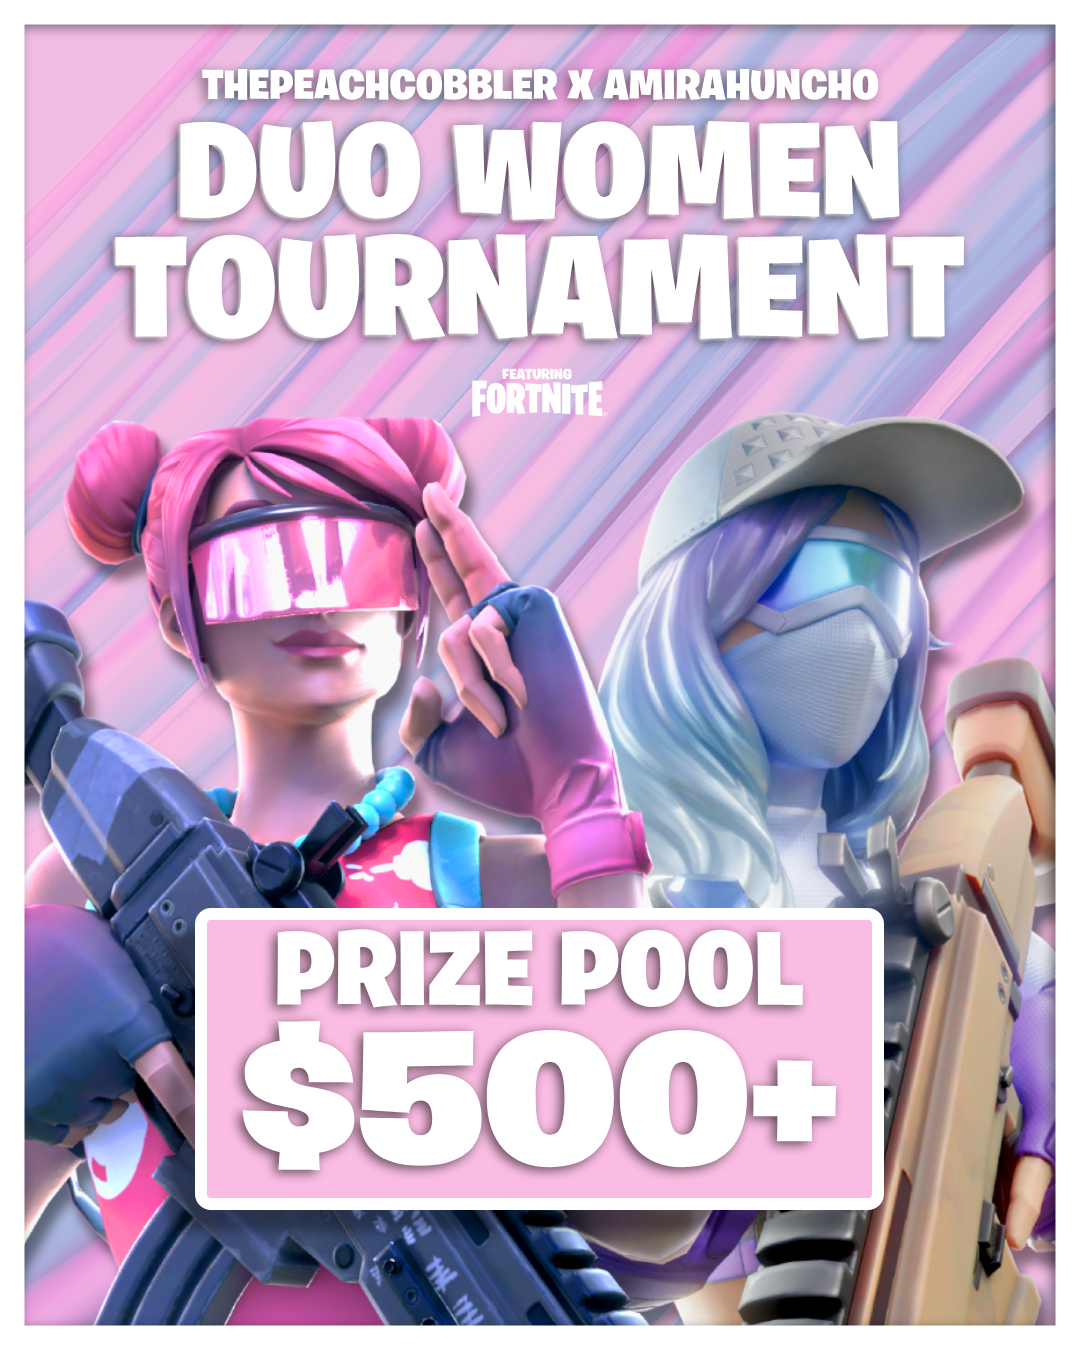 THEPEACHCOBBLER X AMIRAHUNCHO
DUO WOMEN
TOURNAMENT
FEATURING
FORTNITE
PRIZE POOL
$500+